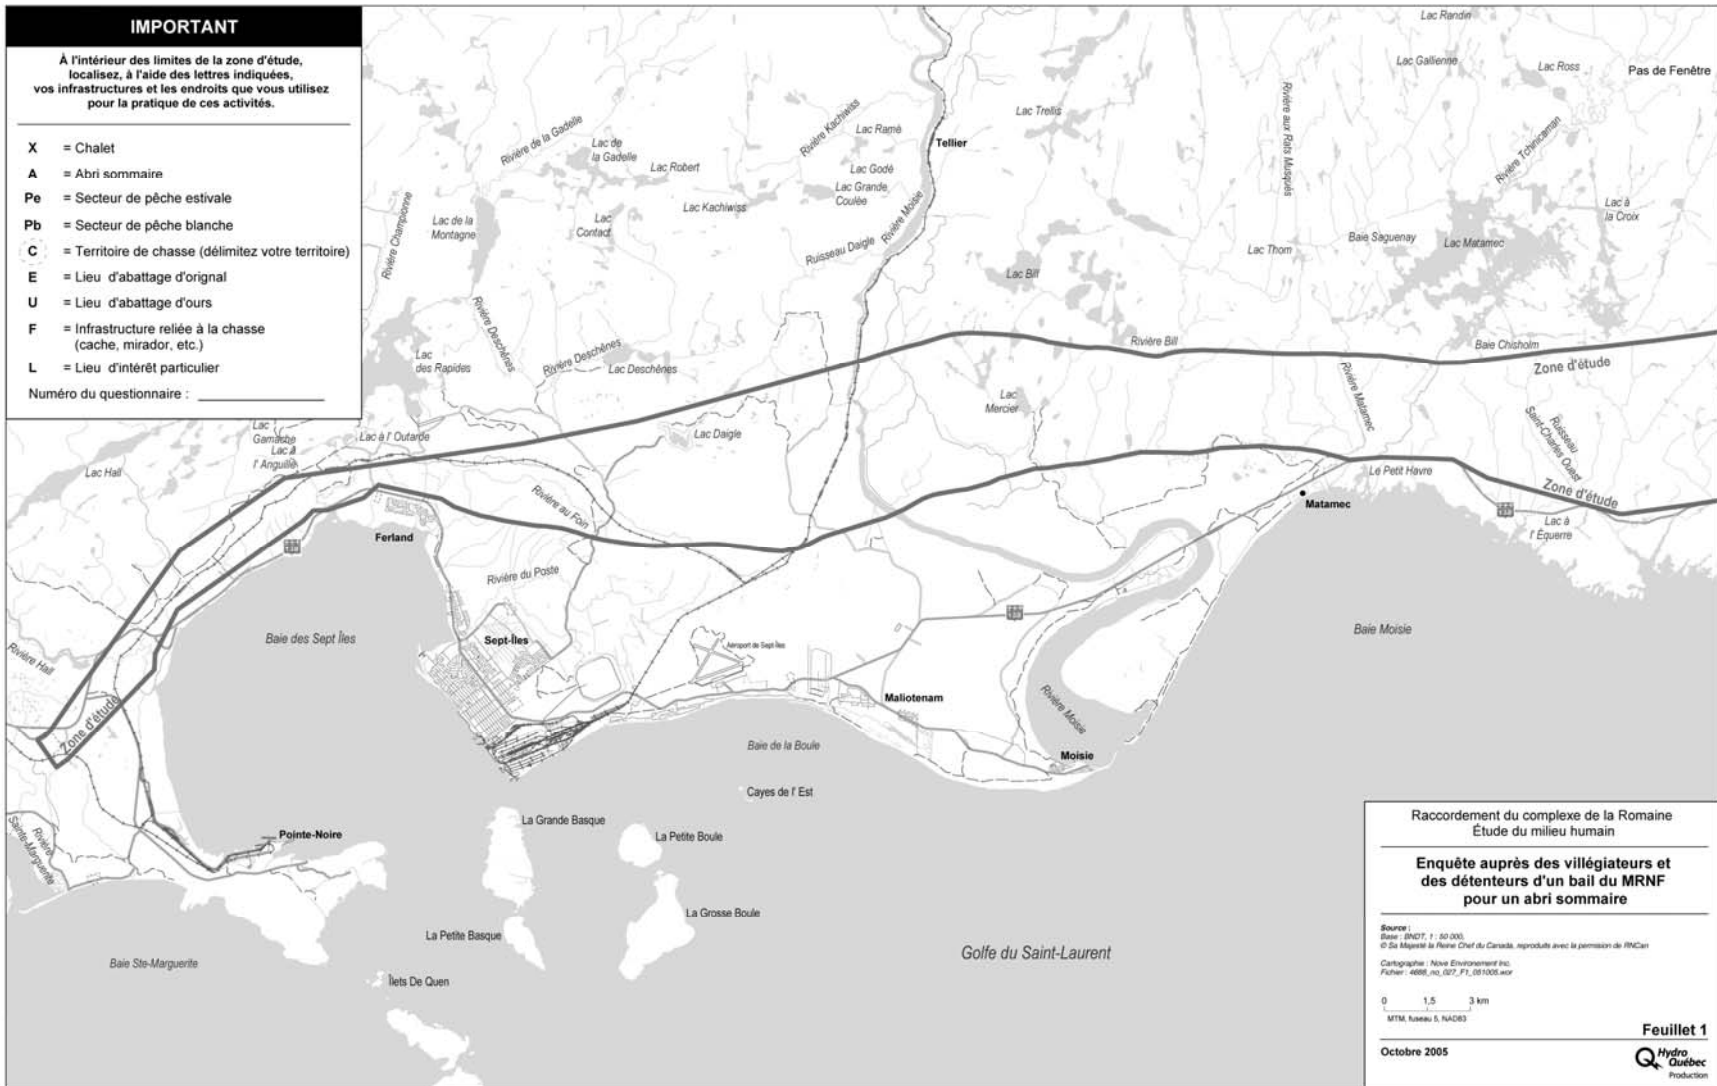 IMPORTANT
À l'intérieur des limites de la zone d'étude,
localisez, à l'aide des lettres indiquées,
vos infrastructures et les endroits que vous utilisez
pour la pratique de ces activités.
X = Chalet
A = Abri sommaire
Pe = Secteur de pêche estivale
Pb = Secteur de pêche blanche
C = Territoire de chasse (délimitez votre territoire)
E = Lieu d'abattage d'orignal
U = Lieu d'abattage d'ours
F = Infrastructure reliée à la chasse
(cache, mirador, etc.)
L = Lieu d'intérêt particulier
Numéro du questionnaire :
Lac Randin
Lac Gallienne
Lac Ross
Pas de Fenêtre
Rivière de la Gadelle
Lac de
la Gadelle
Lac Robert
Rivière Kachiwiss
Lac Ramé
Lac Godé
Lac Grande
Coulée
Lac Kachiwiss
Tellier
Lac Trellis
Rivière aux Rats Musqués
Rivière Tchinicaman
Lac à
la Croix
Lac de la
Montagne
Lac
Contact
Rivière Champonne
Ruisseau Daigle
Rivière Moisie
Lac Bill
Lac Thom
Baie Saguenay
Lac Matamec
Rivière Deschênes
Rivière Deschênes
Lac Deschênes
Lac
des Rapides
Rivière Bill
Baie Chisholm
Zone d'étude
Lac
Mercier
Rivière Matamec
Ruisseau
Saint-Charles Ouest
Lac
Gamache
Lac à l'Outarde
Lac à
l'Anguille
Lac Hall
Lac Daigle
Rivière au Foin
Le Petit Havre
Zone d'étude
Matamec
138
Lac à
l'Équerre
Ferland
138
Rivière du Poste
138
Baie des Sept Îles
Sept-Îles
Aéroport de Sept-Îles
Baie Moisie
Rivière Hall
Zone d'étude
Maliotenam
Rivière Moisie
Baie de la Boule
Moisie
Cayes de l'Est
Rivière
Sainte-Marguerite
Pointe-Noire
La Grande Basque
La Petite Boule
La Grosse Boule
La Petite Basque
Baie Ste-Marguerite
Îlets De Quen
Golfe du Saint-Laurent
Raccordement du complexe de la Romaine
Étude du milieu humain
Enquête auprès des villégiateurs et
des détenteurs d'un bail du MRNF
pour un abri sommaire
Source :
Base : BNDT, 1 : 50 000,
© Sa Majesté la Reine Chef du Canada, reproduits avec la permission de RNCan
Cartographie : Nove Environnement Inc.
Fichier : 4688_no_027_F1_051005.wor
0 1,5 3 km
MTM, fuseau 5, NAD83
Feuillet 1
Octobre 2005
Hydro
Québec
Production